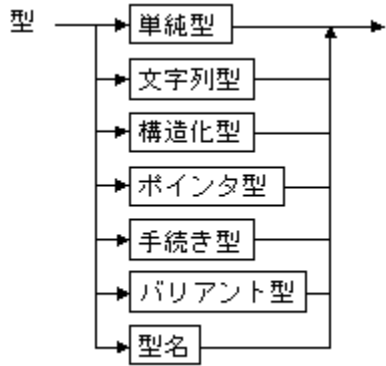 型
単純型
文字列型
構造化型
ポインタ型
手続き型
バリアント型
型名